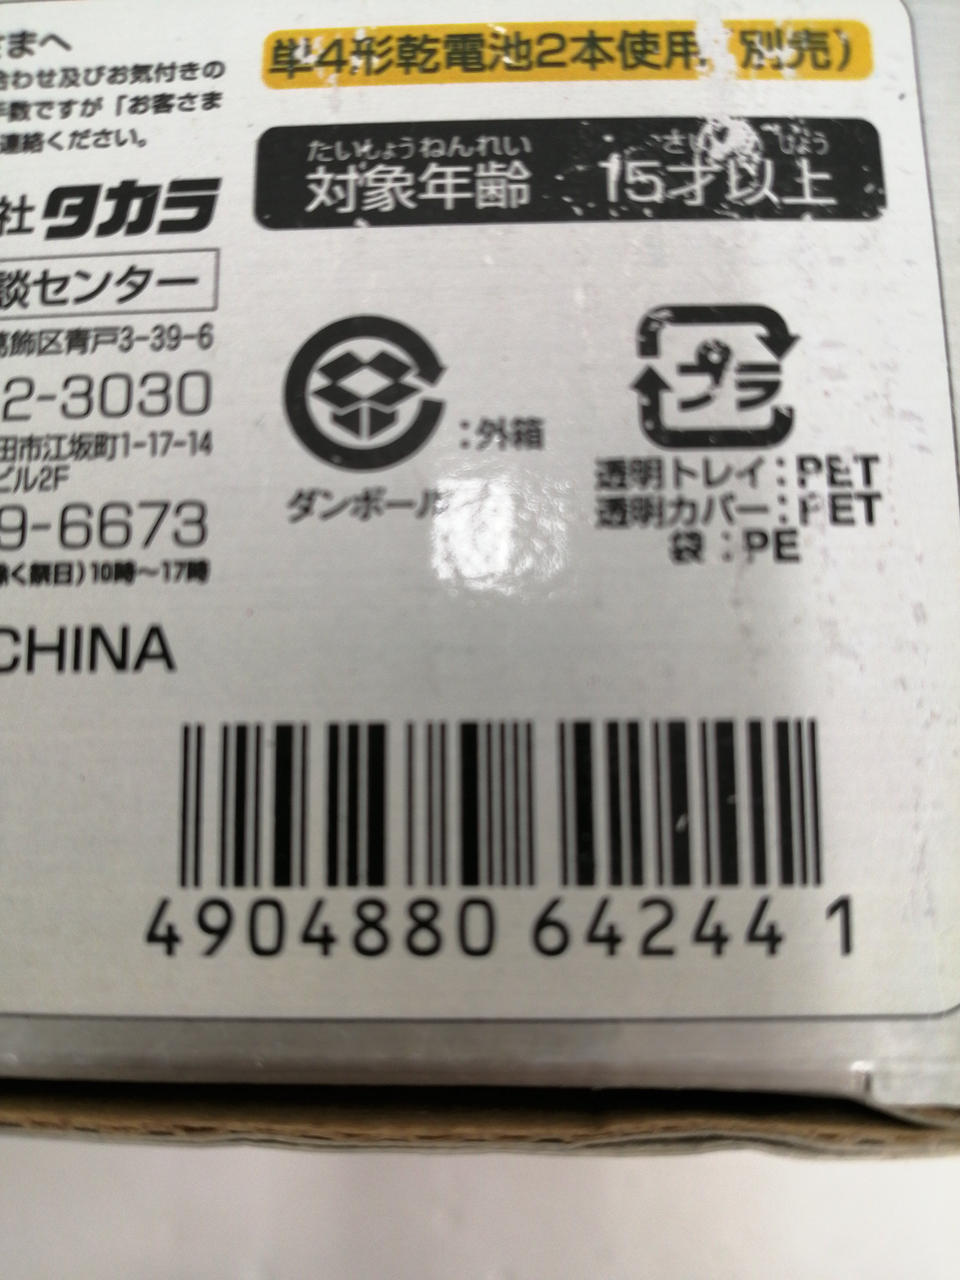 さまへ
合わせ及びお気付きの
手数ですが「お客さま
連絡ください。
社タカラ
談センター
葛飾区青戸3-39-6
2-3030
田市江坂町1-17-14
ビル2F
9-6673
除く祭日)10時〜17時
CHINA
単4形乾電池2本使用(別売)
たいしょうねんれい
対象年齢 15才以上
:外箱
ダンボール
プラ
透明トレイ:PET
透明カバー:PET
袋:PE
4904880 642441